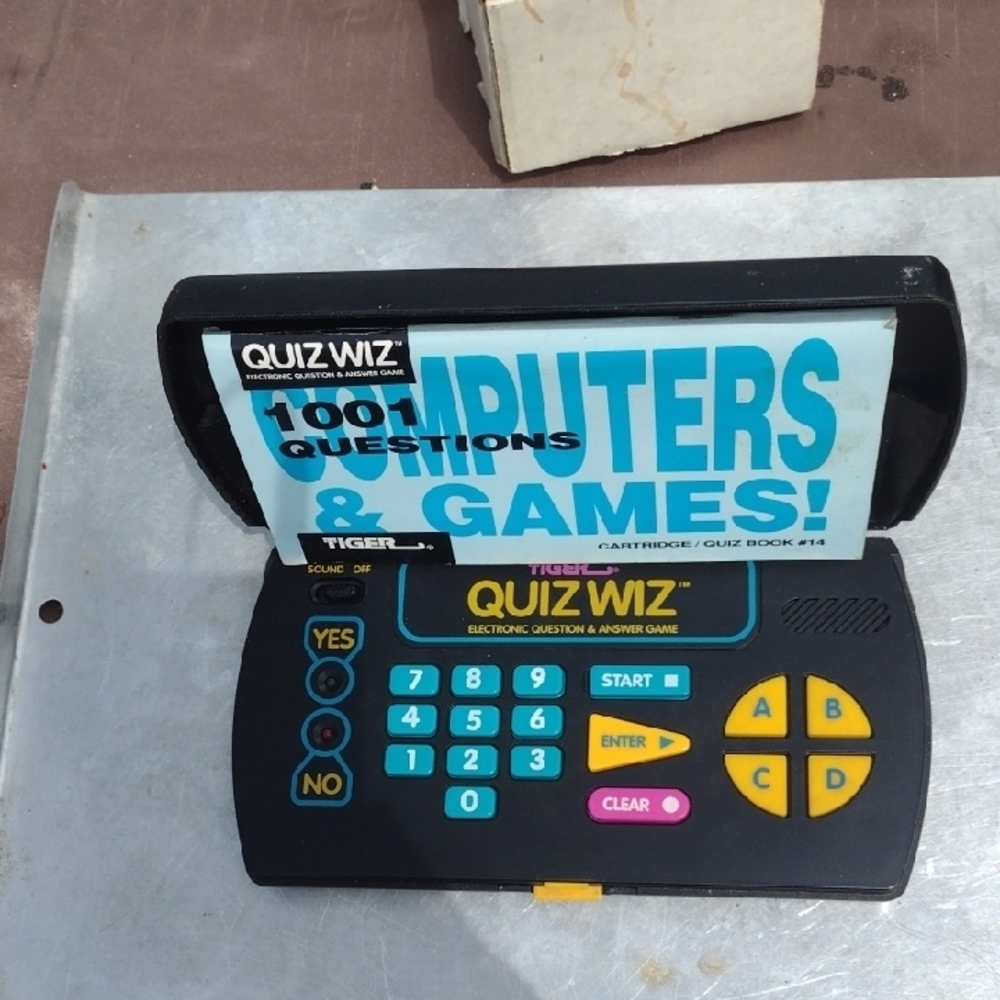 QUIZ WIZ™
ELECTRONIC QUESTION & ANSWER GAME
COMPUTERS
1001
QUESTIONS
& GAMES!
TIGER®
CARTRIDGE / QUIZ BOOK #14
SOUND OFF
TIGER®
QUIZ WIZ™
ELECTRONIC QUESTION & ANSWER GAME
YES
NO
7 8 9
4 5 6
1 2 3
0
START
ENTER
CLEAR
A B
C D